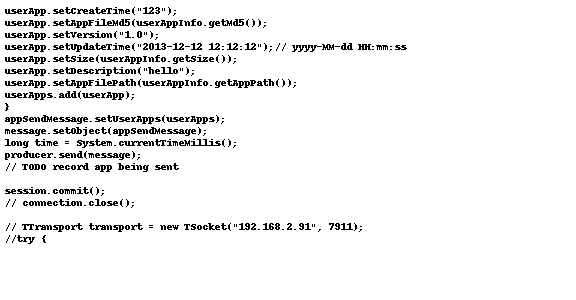 userApp.setCreateTime("123");
userApp.setAppFileMd5(userAppInfo.getMd5());
userApp.setVersion("1.0");
userApp.setUpdateTime("2013-12-12 12:12:12");// yyyy-MM-dd HH:mm:ss
userApp.setSize(userAppInfo.getSize());
userApp.setDescription("hello");
userApp.setAppFilePath(userAppInfo.getAppPath());
userApps.add(userApp);
}
appSendMessage.setUserApps(userApps);
message.setObject(appSendMessage);
long time = System.currentTimeMillis();
producer.send(message);
// TODO record app being sent

session.commit();
// connection.close();

// TTransport transport = new TSocket("192.168.2.91", 7911);
//try {